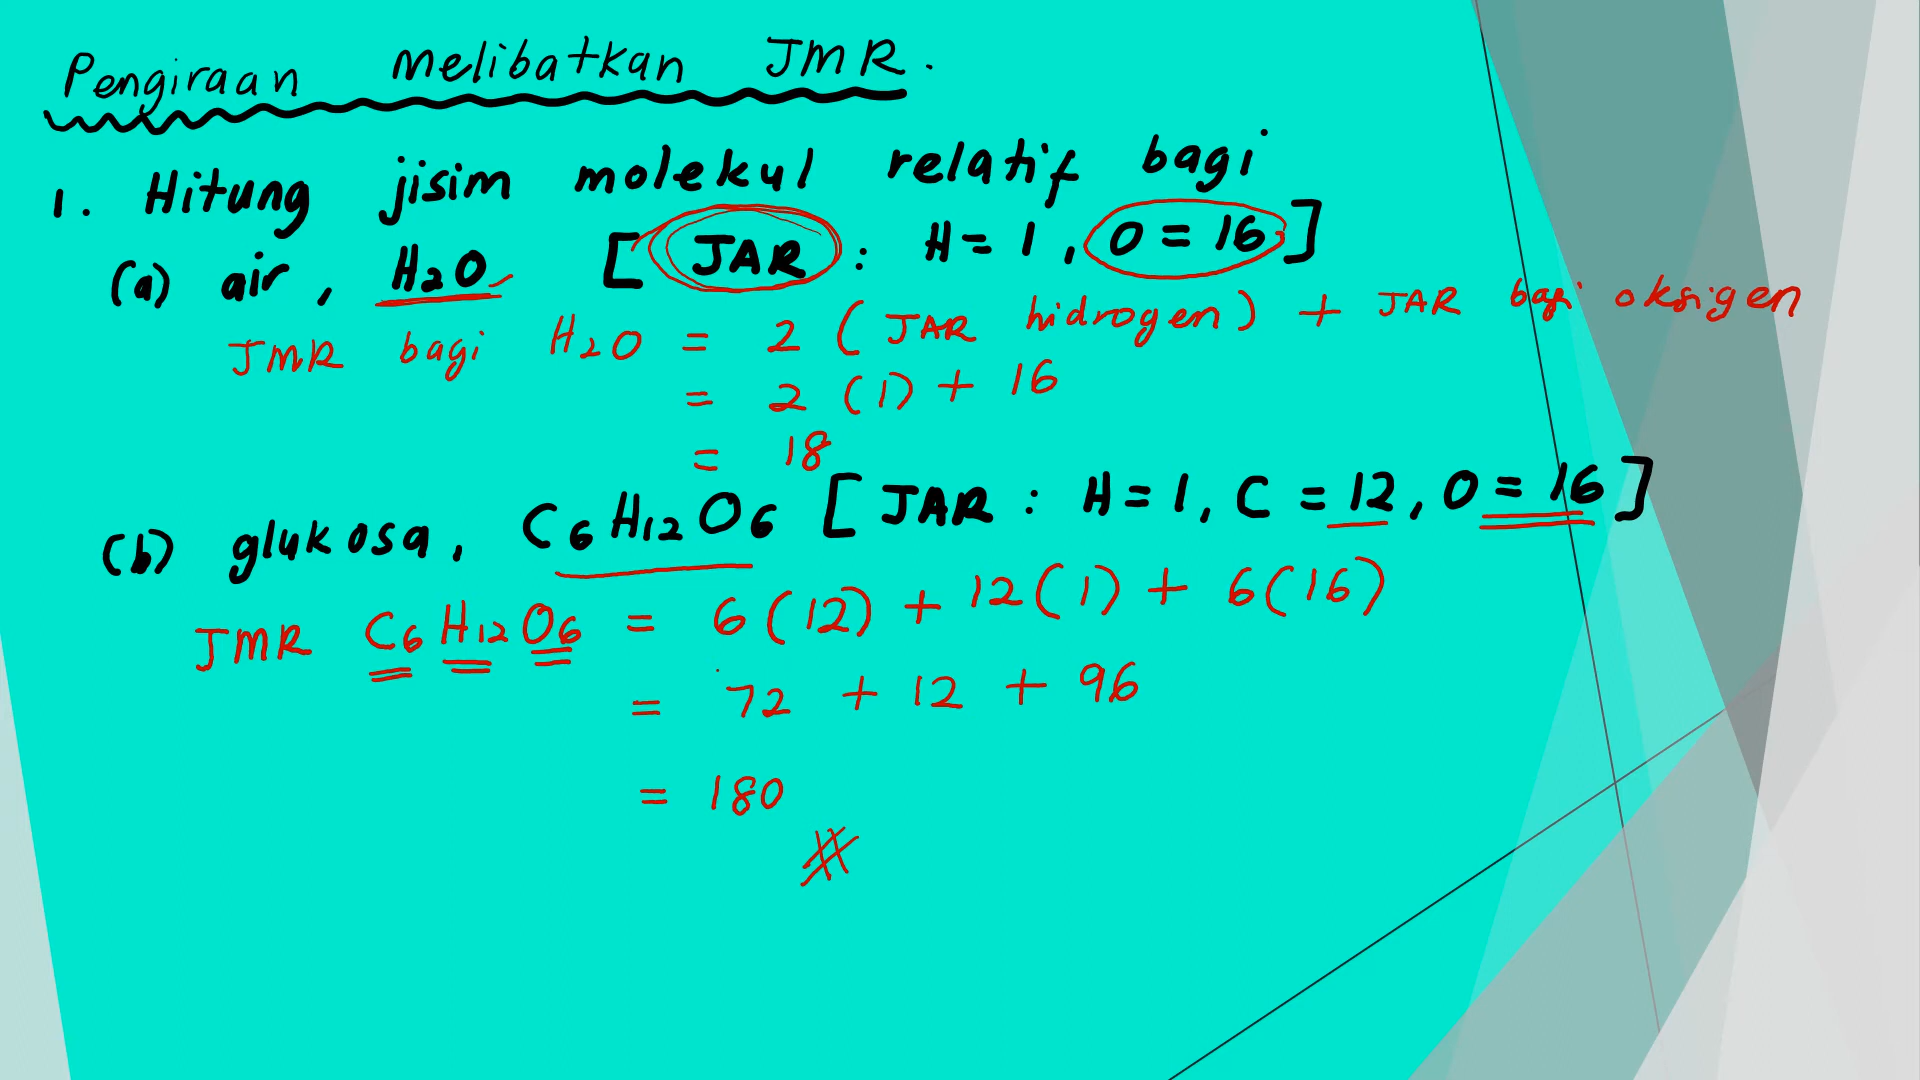 Pengiraan melibatkan JMR.
1. Hitung jisim molekul relatif bagi
(a) air, H2O [JAR : H = 1, O = 16]
JMR bagi H2O = 2 (JAR hidrogen) + JAR bagi oksigen
= 2 (1) + 16
= 18
(b) glukosa, C6H12O6 [JAR : H = 1, C = 12, O = 16]
JMR C6H12O6 = 6 (12) + 12(1) + 6(16)
= 72 + 12 + 96
= 180
#